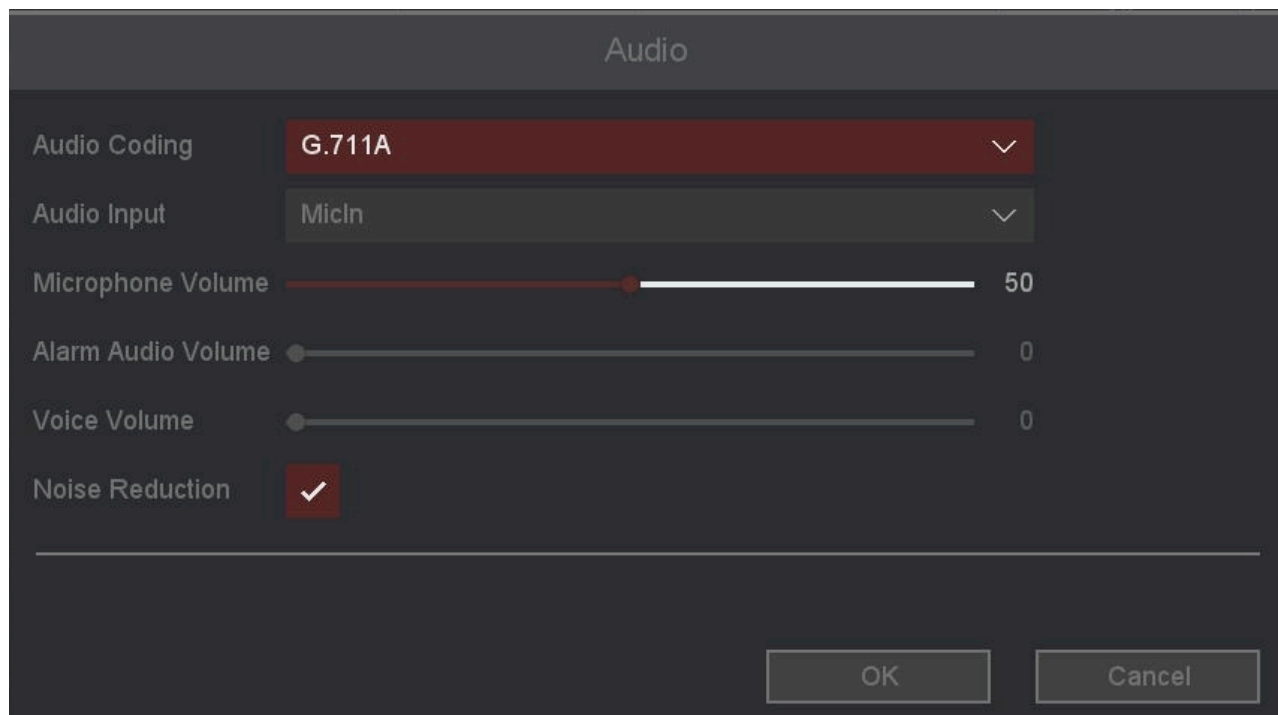 Audio
Audio Coding G.711A
Audio Input MicIn
Microphone Volume 50
Alarm Audio Volume 0
Voice Volume 0
Noise Reduction
OK Cancel